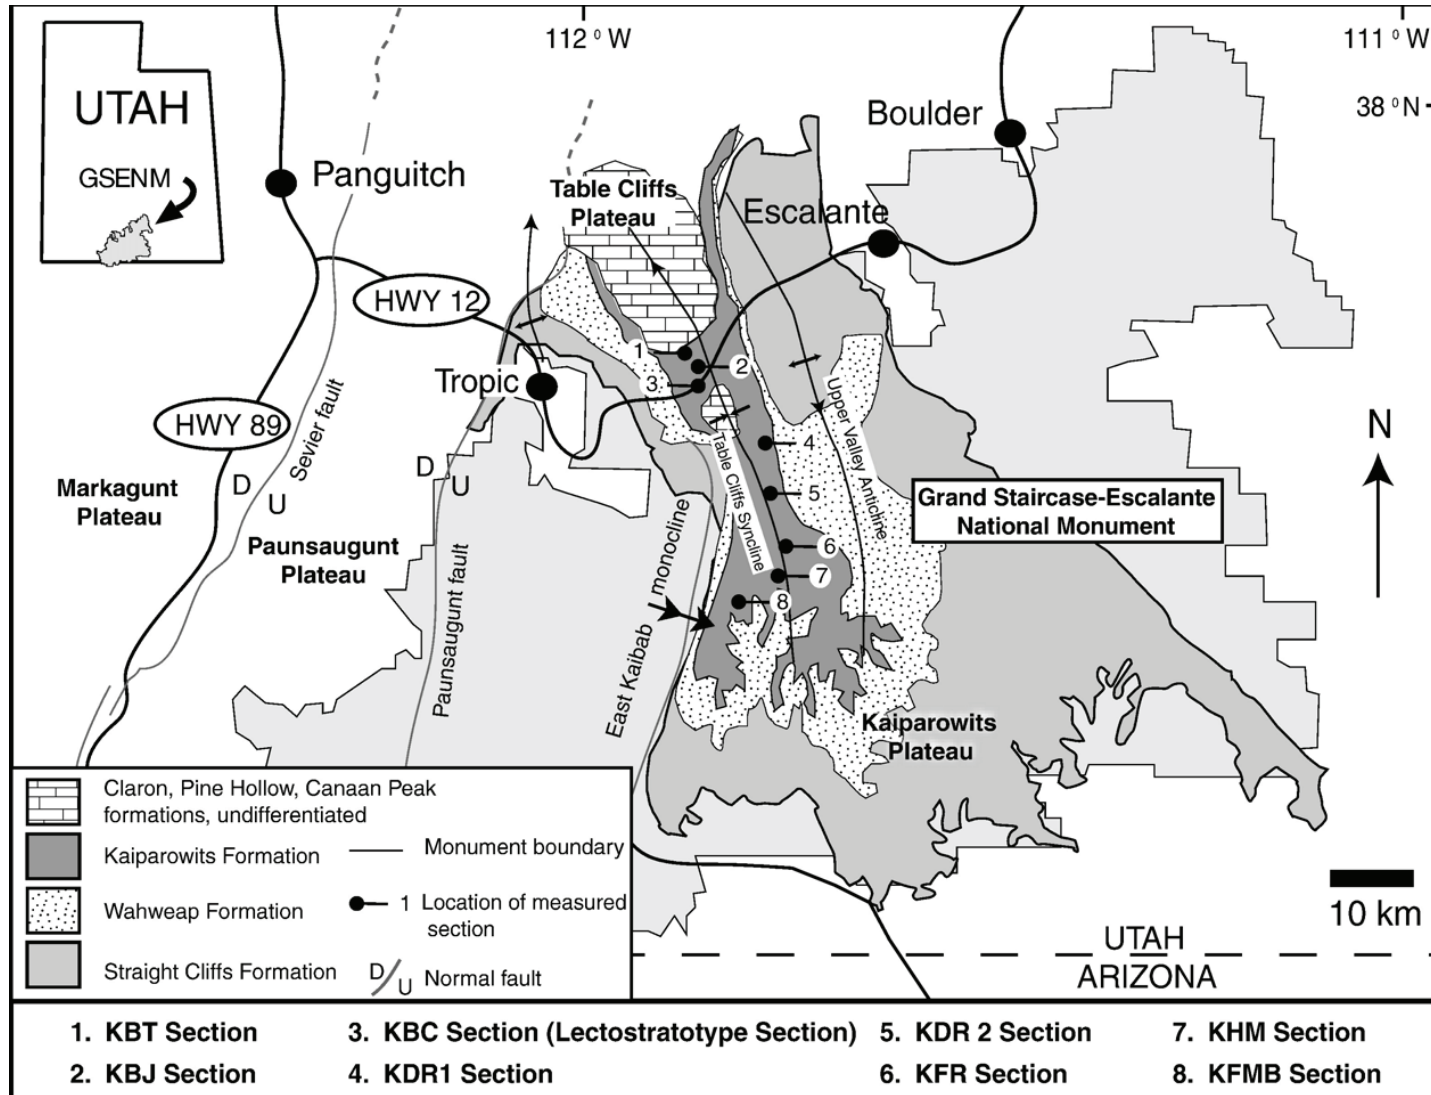 112 ° W
111 ° W
38 ° N
UTAH
GSENM
Panguitch
Boulder
Table Cliffs
Plateau
Escalante
HWY 12
1
2
3
Tropic
HWY 89
Sevier fault
D
U
D
U
Upper Valley Anticline
Table Cliffs Syncline
4
5
6
7
8
N
Markagunt
Plateau
Paunsaugunt
Plateau
Paunsaugunt fault
East Kaibab monocline
Grand Staircase-Escalante
National Monument
Kaiparowits
Plateau
10 km
UTAH
ARIZONA
Claron, Pine Hollow, Canaan Peak
formations, undifferentiated
Kaiparowits Formation
Wahweap Formation
Straight Cliffs Formation
Monument boundary
1 Location of measured
section
D/U Normal fault
1. KBT Section
2. KBJ Section
3. KBC Section (Lectostratotype Section)
4. KDR1 Section
5. KDR 2 Section
6. KFR Section
7. KHM Section
8. KFMB Section